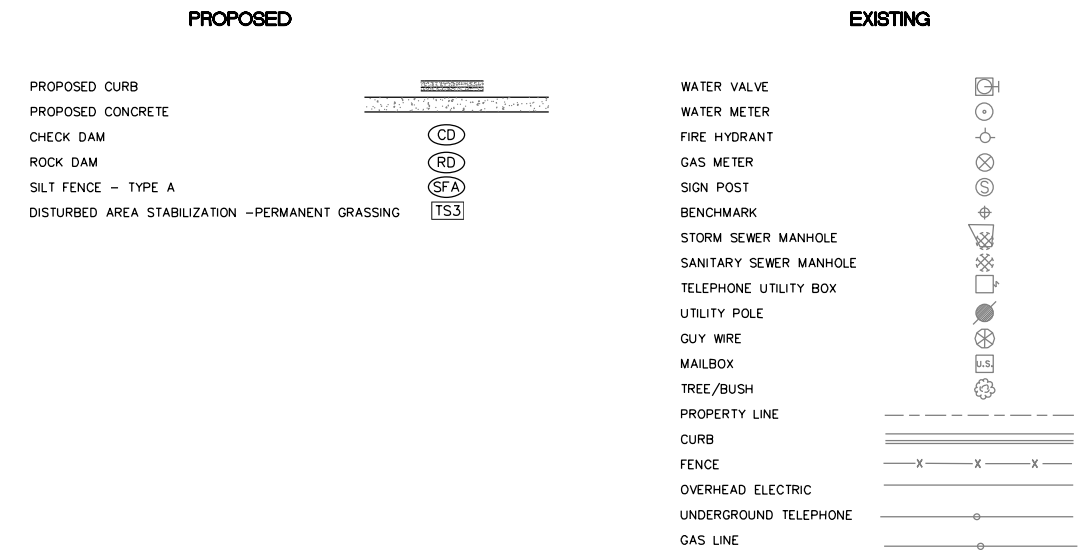 PROPOSED
PROPOSED CURB
PROPOSED CONCRETE
CHECK DAM CD
ROCK DAM RD
SILT FENCE - TYPE A SFA
DISTURBED AREA STABILIZATION -PERMANENT GRASSING TS3
EXISTING
WATER VALVE
WATER METER
FIRE HYDRANT
GAS METER
SIGN POST S
BENCHMARK
STORM SEWER MANHOLE
SANITARY SEWER MANHOLE
TELEPHONE UTILITY BOX
UTILITY POLE
GUY WIRE
MAILBOX U.S.
TREE/BUSH
PROPERTY LINE
CURB
FENCE X X X
OVERHEAD ELECTRIC
UNDERGROUND TELEPHONE
GAS LINE